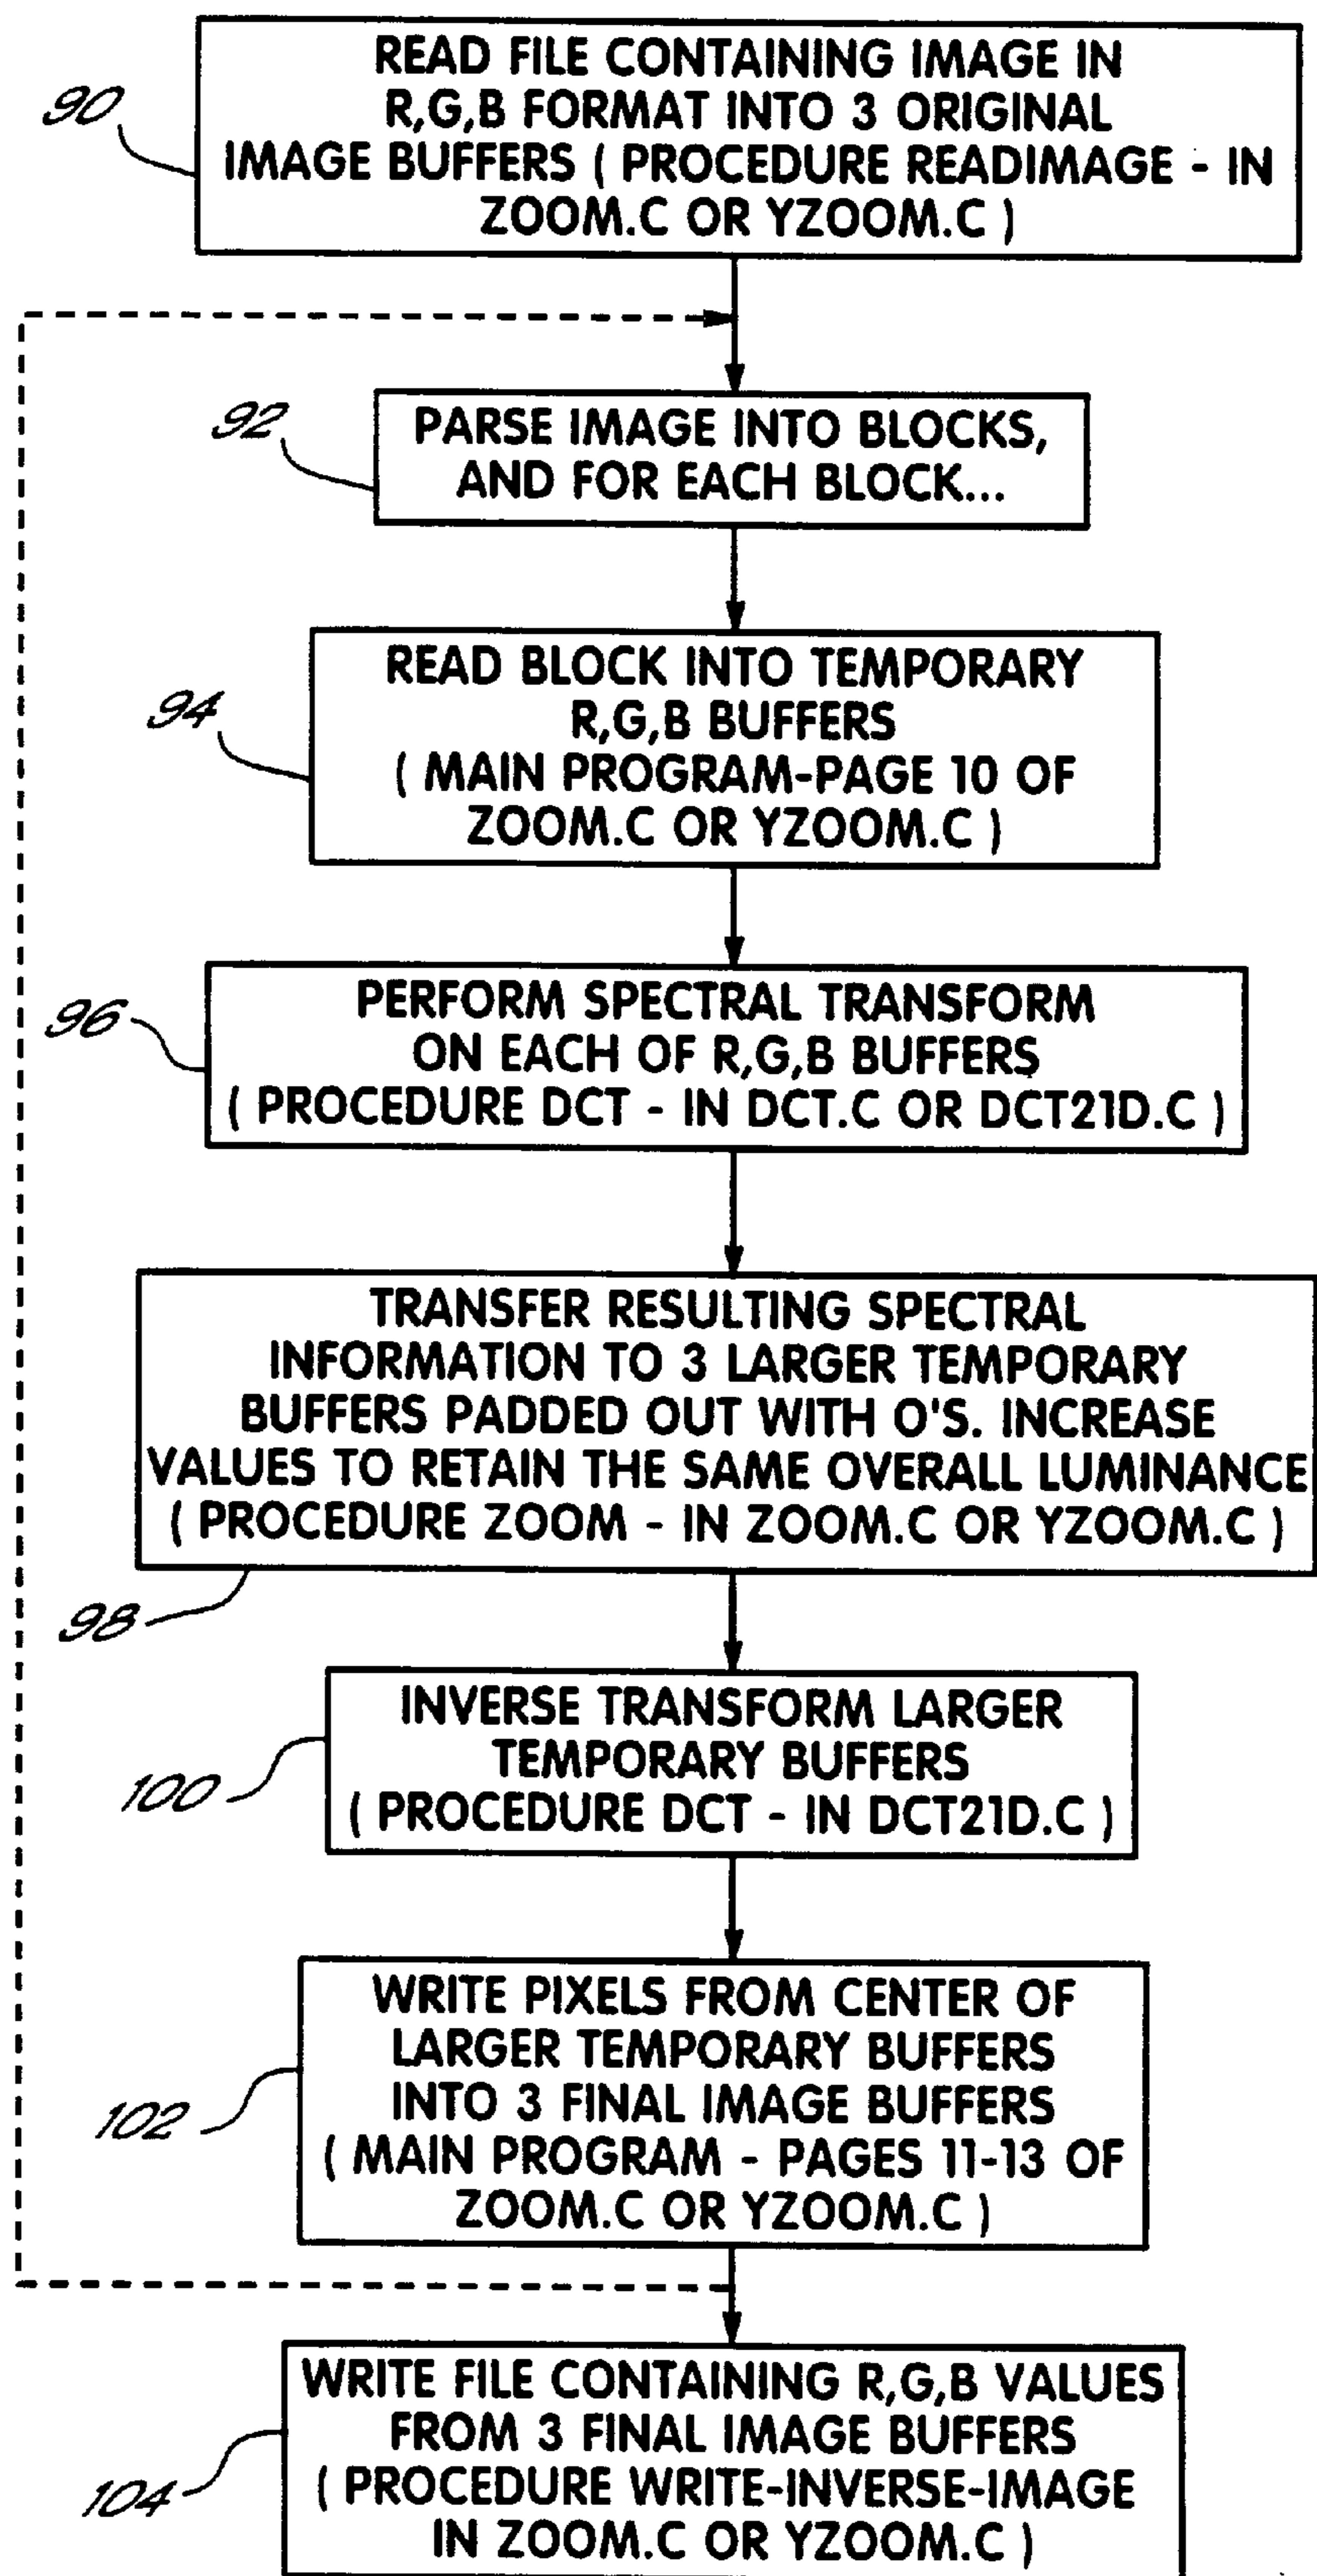 90
READ FILE CONTAINING IMAGE IN
R,G,B FORMAT INTO 3 ORIGINAL
IMAGE BUFFERS ( PROCEDURE READIMAGE - IN
ZOOM.C OR YZOOM.C )
92
PARSE IMAGE INTO BLOCKS,
AND FOR EACH BLOCK...
94
READ BLOCK INTO TEMPORARY
R,G,B BUFFERS
( MAIN PROGRAM-PAGE 10 OF
ZOOM.C OR YZOOM.C )
96
PERFORM SPECTRAL TRANSFORM
ON EACH OF R,G,B BUFFERS
( PROCEDURE DCT - IN DCT.C OR DCT21D.C )
98
TRANSFER RESULTING SPECTRAL
INFORMATION TO 3 LARGER TEMPORARY
BUFFERS PADDED OUT WITH O'S. INCREASE
VALUES TO RETAIN THE SAME OVERALL LUMINANCE
( PROCEDURE ZOOM - IN ZOOM.C OR YZOOM.C )
100
INVERSE TRANSFORM LARGER
TEMPORARY BUFFERS
( PROCEDURE DCT - IN DCT21D.C )
102
WRITE PIXELS FROM CENTER OF
LARGER TEMPORARY BUFFERS
INTO 3 FINAL IMAGE BUFFERS
( MAIN PROGRAM - PAGES 11-13 OF
ZOOM.C OR YZOOM.C )
104
WRITE FILE CONTAINING R,G,B VALUES
FROM 3 FINAL IMAGE BUFFERS
( PROCEDURE WRITE-INVERSE-IMAGE
IN ZOOM.C OR YZOOM.C )